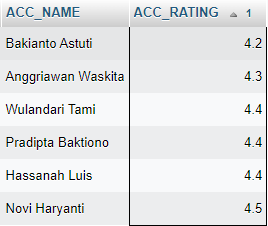 ACC_NAME ACC_RATING 1
Bakianto Astuti 4.2
Anggriawan Waskita 4.3
Wulandari Tami 4.4
Pradipta Baktiono 4.4
Hassanah Luis 4.4
Novi Haryanti 4.5